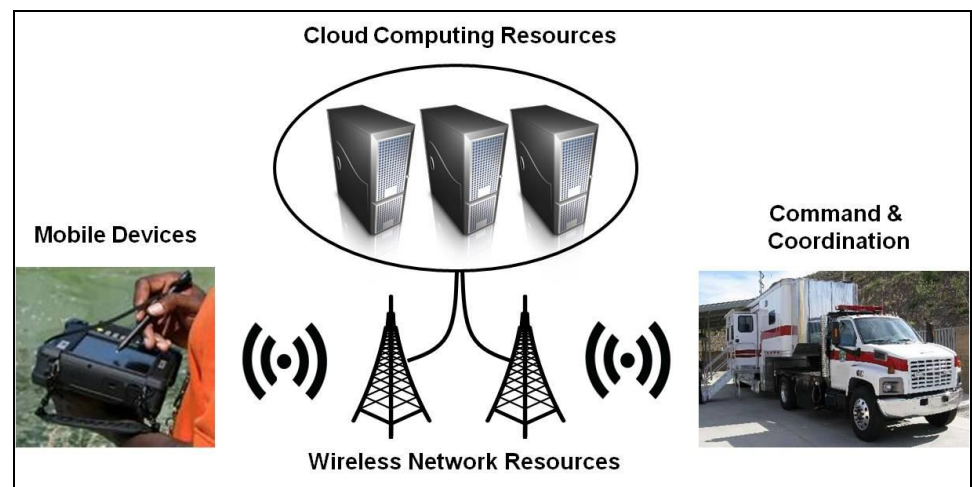 Cloud Computing Resources
Mobile Devices
Command &
Coordination
Wireless Network Resources